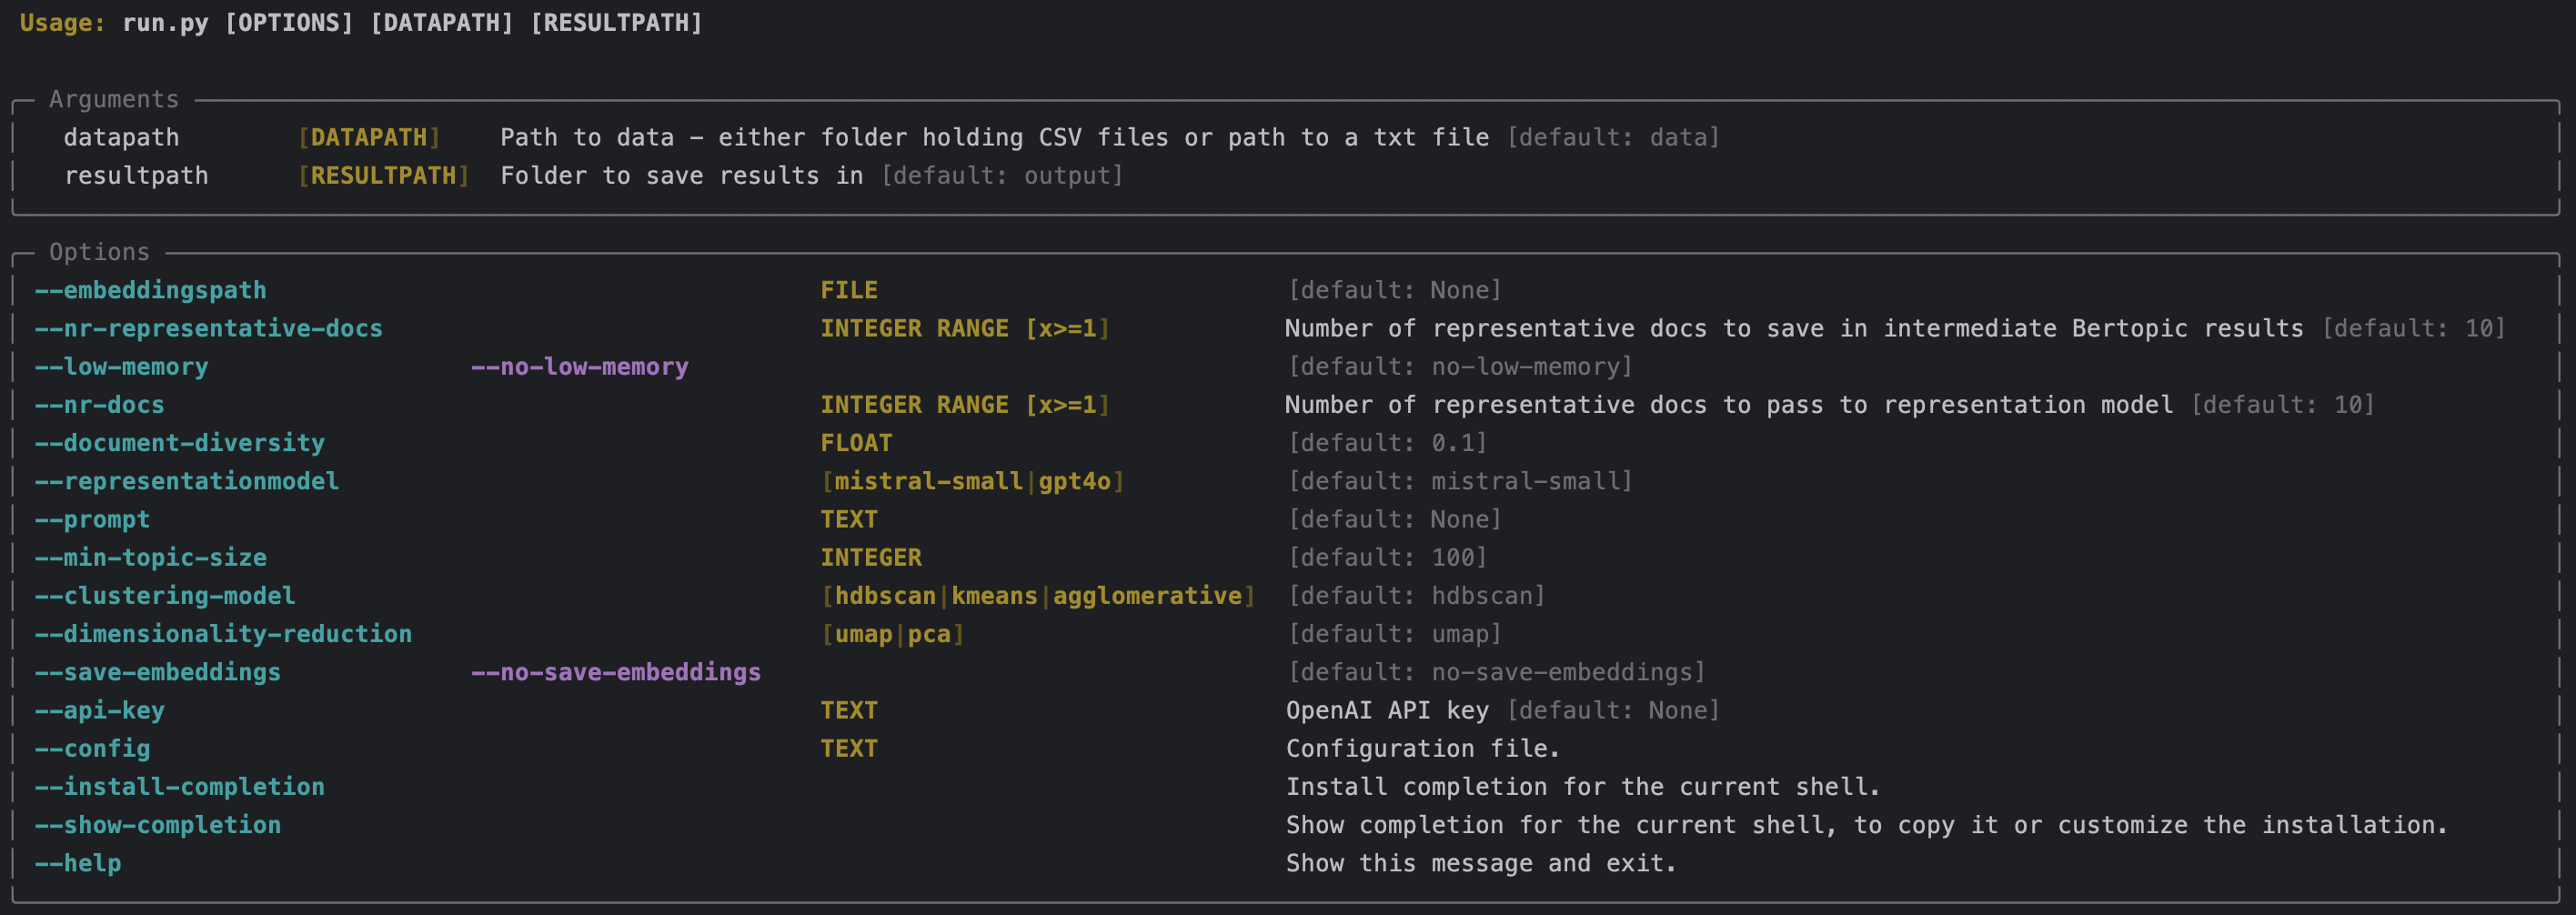 Usage: run.py [OPTIONS] [DATAPATH] [RESULTPATH]
Arguments
datapath [DATAPATH] Path to data - either folder holding CSV files or path to a txt file [default: data]
resultpath [RESULTPATH] Folder to save results in [default: output]
Options
--embeddingspath FILE [default: None]
--nr-representative-docs INTEGER RANGE [x>=1] Number of representative docs to save in intermediate Bertopic results [default: 10]
--low-memory --no-low-memory [default: no-low-memory]
--nr-docs INTEGER RANGE [x>=1] Number of representative docs to pass to representation model [default: 10]
--document-diversity FLOAT [default: 0.1]
--representationmodel [mistral-small|gpt4o] [default: mistral-small]
--prompt TEXT [default: None]
--min-topic-size INTEGER [default: 100]
--clustering-model [hdbscan|kmeans|agglomerative] [default: hdbscan]
--dimensionality-reduction [umap|pca] [default: umap]
--save-embeddings --no-save-embeddings [default: no-save-embeddings]
--api-key TEXT OpenAI API key [default: None]
--config TEXT Configuration file.
--install-completion Install completion for the current shell.
--show-completion Show completion for the current shell, to copy it or customize the installation.
--help Show this message and exit.